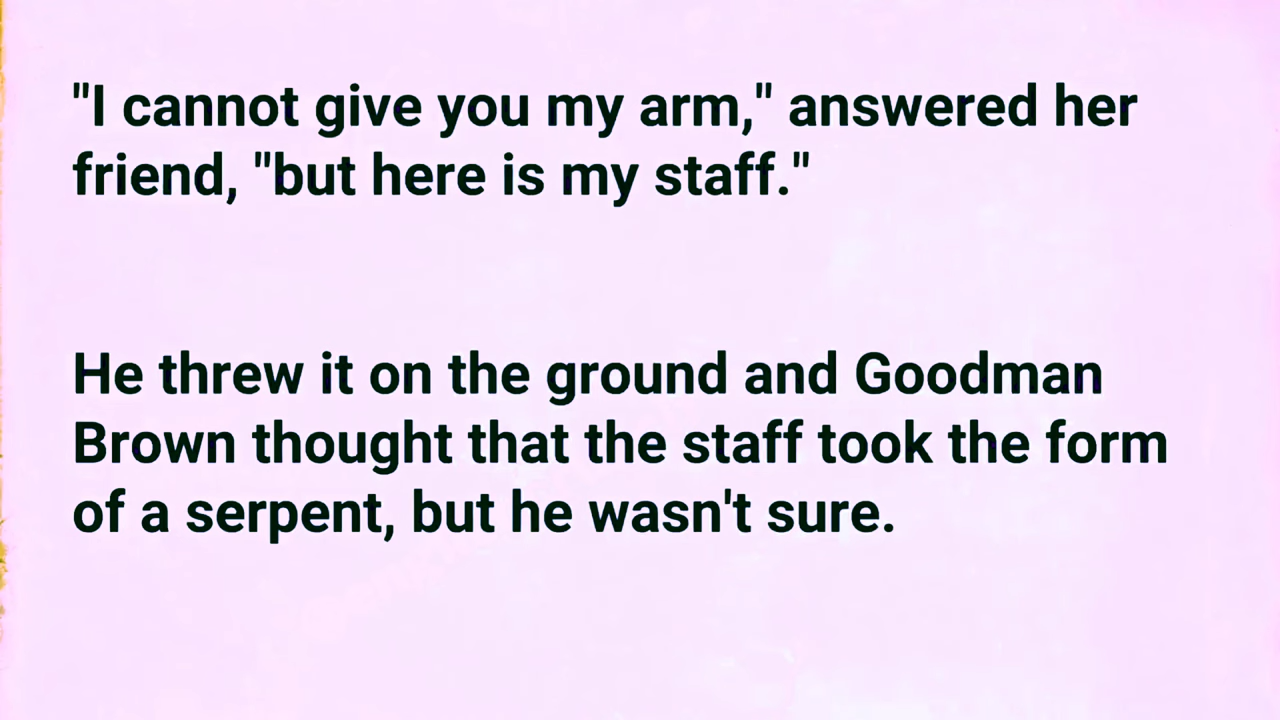 "I cannot give you my arm," answered her
friend, "but here is my staff."
He threw it on the ground and Goodman
Brown thought that the staff took the form
of a serpent, but he wasn't sure.